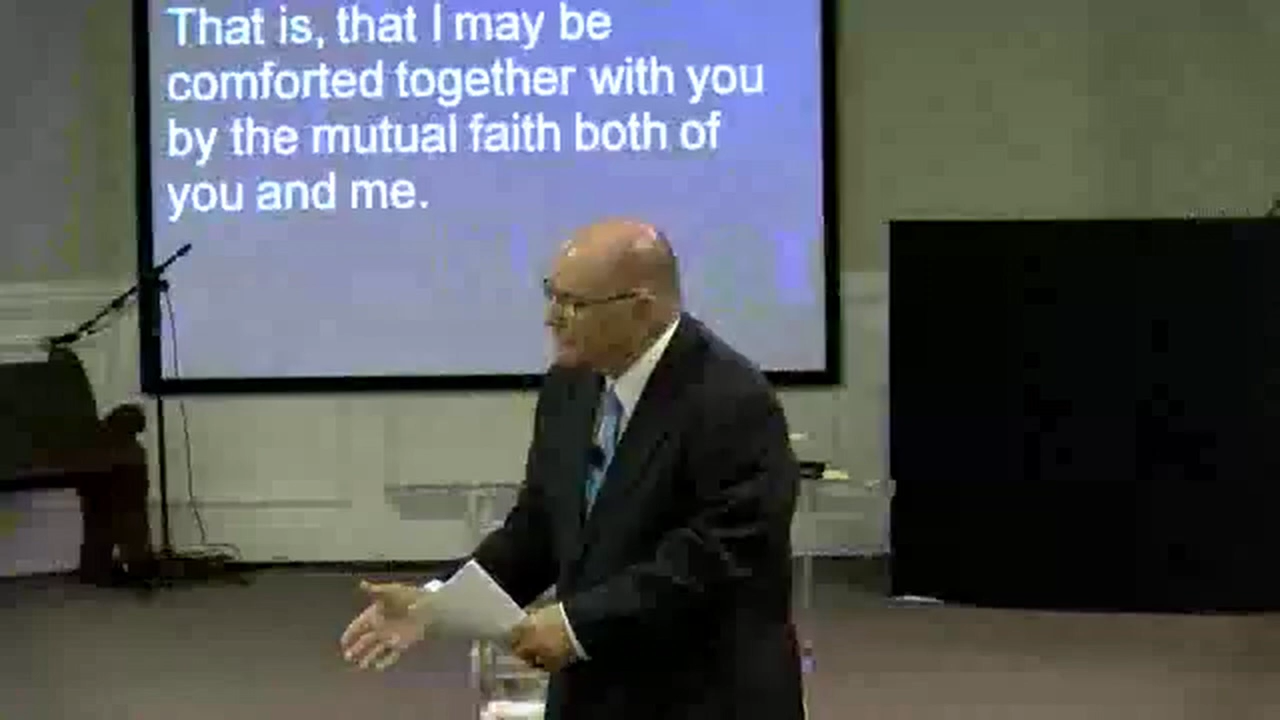 That is, that I may be
comforted together with you
by the mutual faith both of
you and me.